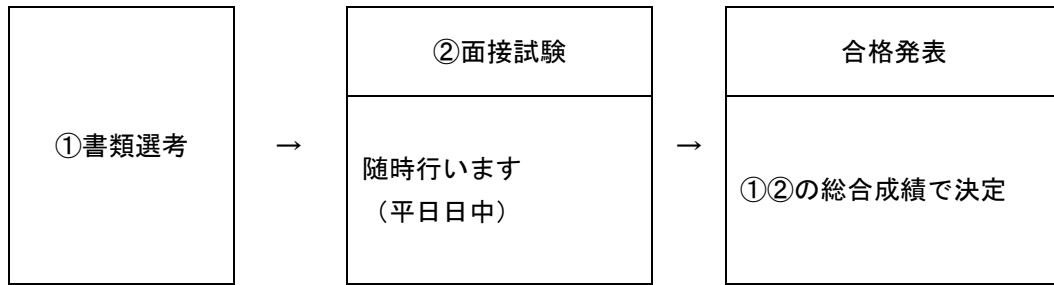 ①書類選考
→
②面接試験
随時行います
（平日日中）
→
合格発表
①②の総合成績で決定